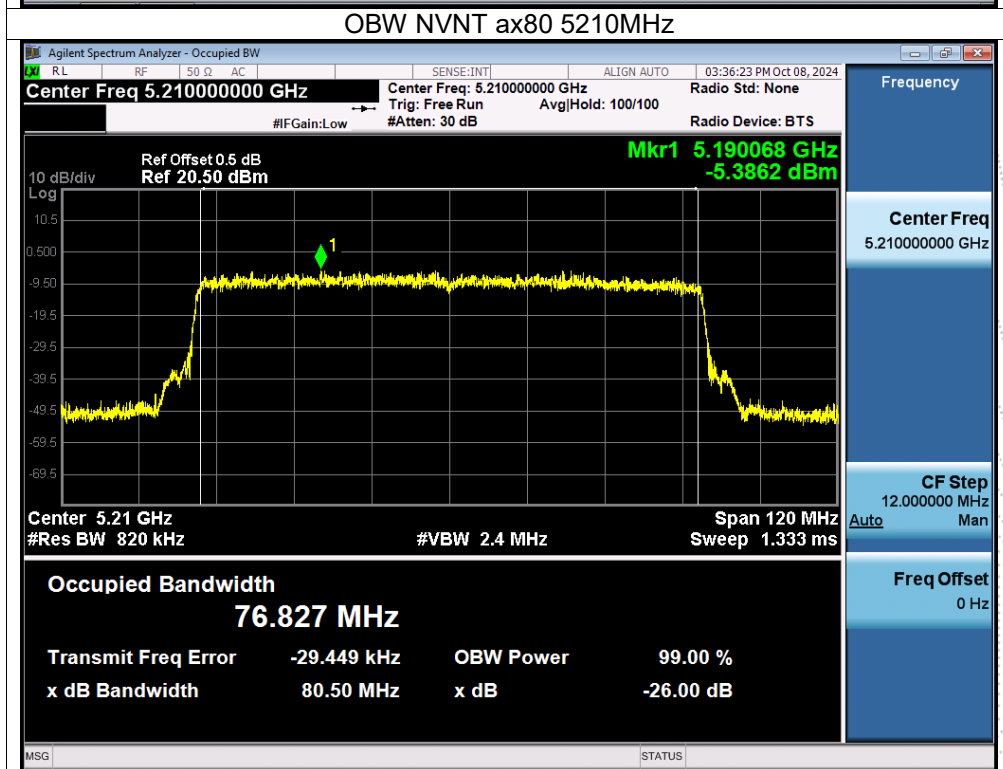 OBW NVNT ax80 5210MHz
Agilent Spectrum Analyzer - Occupied BW
LXI RL RF 50 Ω AC SENSE:INT ALIGN AUTO 03:36:23 PM Oct 08, 2024
Center Freq 5.210000000 GHz Center Freq: 5.210000000 GHz Radio Std: None
Trig: Free Run Avg|Hold: 100/100
#IFGain:Low #Atten: 30 dB Radio Device: BTS
Frequency
Mkr1 5.190068 GHz
-5.3862 dBm
Ref Offset 0.5 dB
10 dB/div Ref 20.50 dBm
Log
10.5
0.500
-9.50
-19.5
-29.5
-39.5
-49.5
-59.5
-69.5
1
Center 5.21 GHz Span 120 MHz
#Res BW 820 kHz #VBW 2.4 MHz Sweep 1.333 ms
Center Freq
5.210000000 GHz
CF Step
12.000000 MHz
Auto Man
Freq Offset
0 Hz
Occupied Bandwidth
76.827 MHz
Transmit Freq Error -29.449 kHz OBW Power 99.00 %
x dB Bandwidth 80.50 MHz x dB -26.00 dB
MSG STATUS